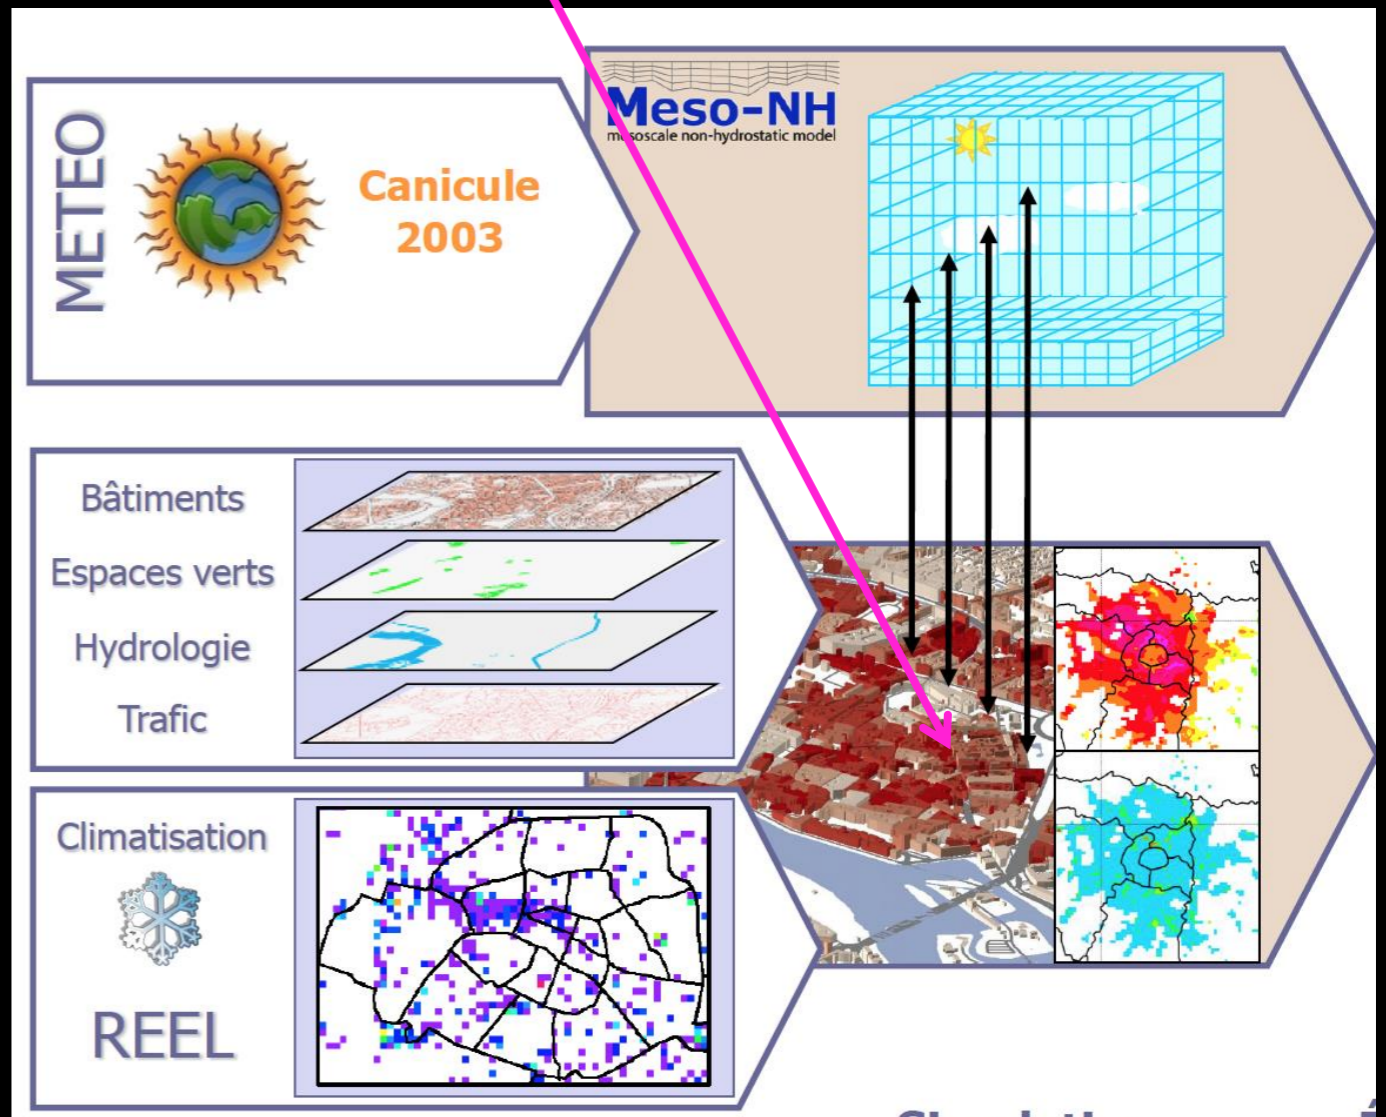 METEO
Canicule
2003
Meso-NH
mesoscale non-hydrostatic model
Bâtiments
Espaces verts
Hydrologie
Trafic
Climatisation
REEL